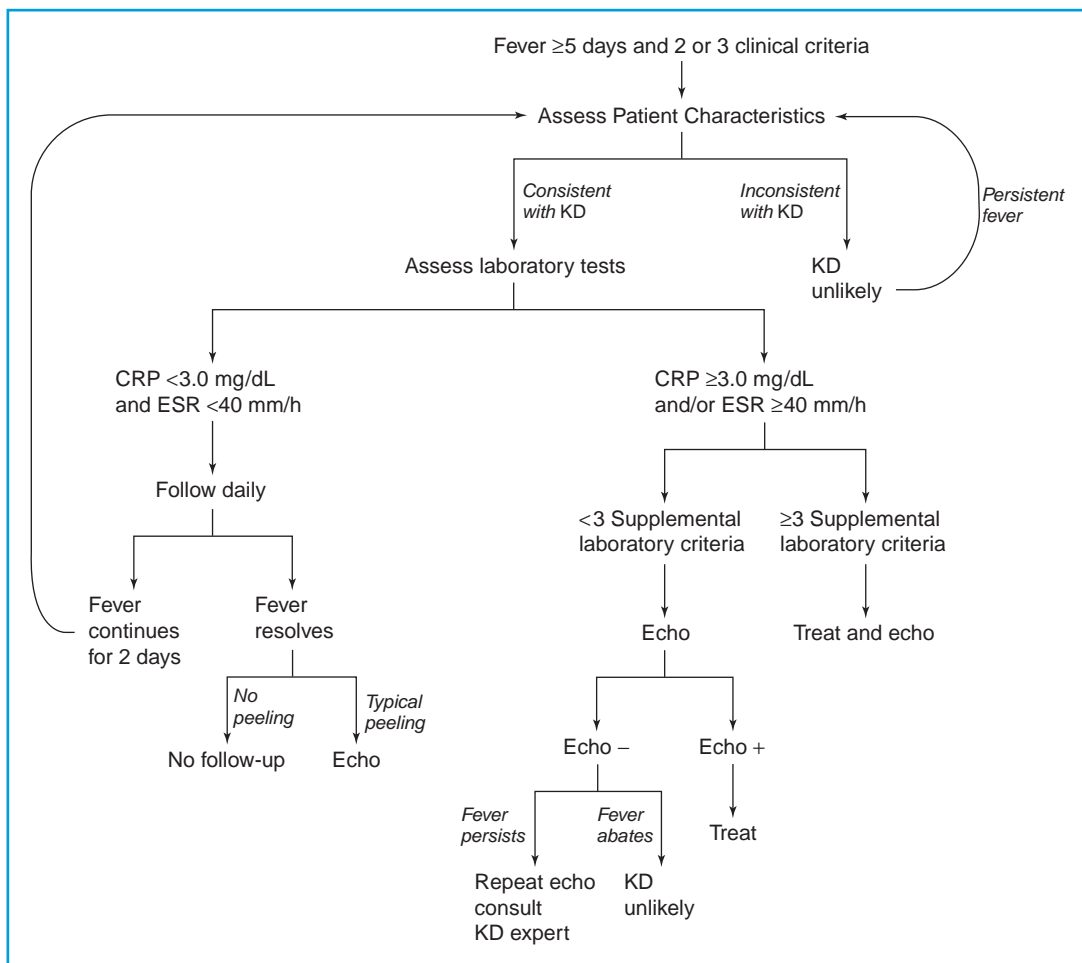 Fever ≥5 days and 2 or 3 clinical criteria
Assess Patient Characteristics
Consistent
with KD
Inconsistent
with KD
Persistent
fever
Assess laboratory tests
KD
unlikely
CRP <3.0 mg/dL
and ESR <40 mm/h
CRP ≥3.0 mg/dL
and/or ESR ≥40 mm/h
Follow daily
<3 Supplemental
laboratory criteria
≥3 Supplemental
laboratory criteria
Fever
continues
for 2 days
Fever
resolves
Echo
Treat and echo
No
peeling
Typical
peeling
No follow-up
Echo
Echo –
Echo +
Fever
persists
Fever
abates
Treat
Repeat echo
consult
KD expert
KD
unlikely